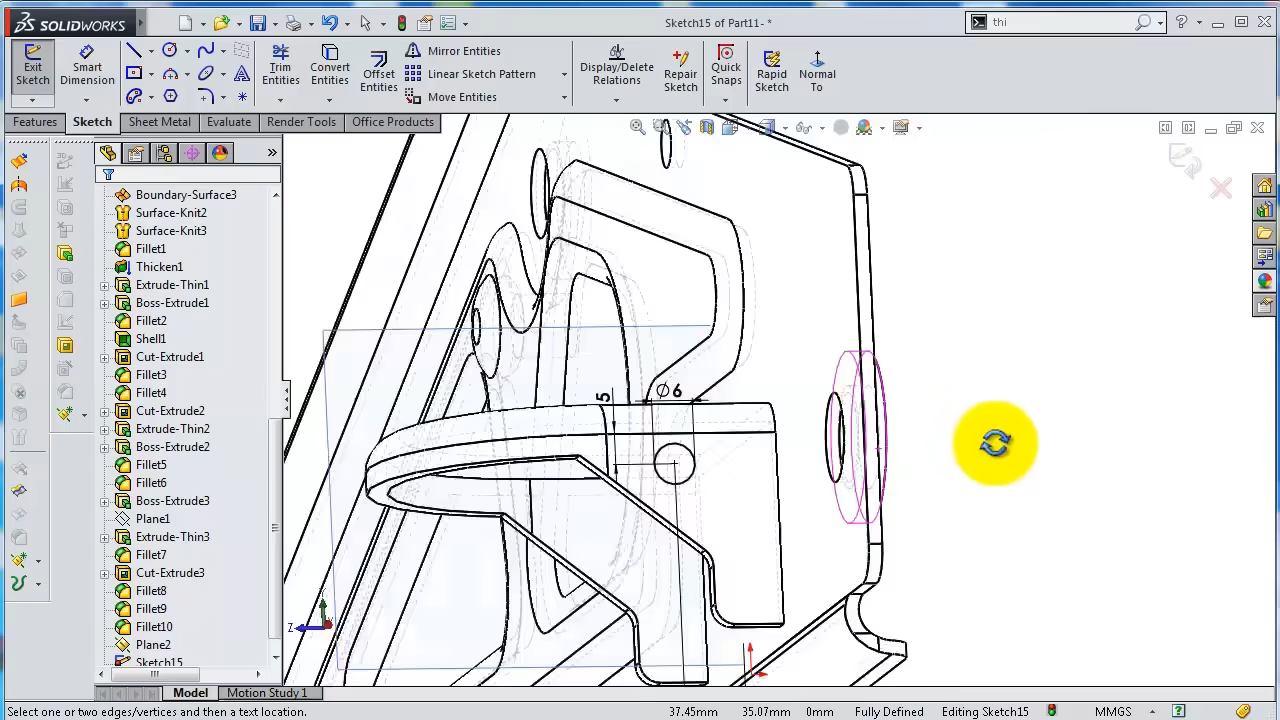 SOLIDWORKS
Sketch15 of Part11- *
thi
Exit Sketch
Smart Dimension
Trim Entities
Convert Entities
Offset Entities
Mirror Entities
Linear Sketch Pattern
Move Entities
Display/Delete Relations
Repair Sketch
Quick Snaps
Rapid Sketch
Normal To
Features
Sketch
Sheet Metal
Evaluate
Render Tools
Office Products
Boundary-Surface3
Surface-Knit2
Surface-Knit3
Fillet1
Thicken1
Extrude-Thin1
Boss-Extrude1
Fillet2
Shell1
Cut-Extrude1
Fillet3
Fillet4
Cut-Extrude2
Extrude-Thin2
Boss-Extrude2
Fillet5
Fillet6
Boss-Extrude3
Plane1
Extrude-Thin3
Fillet7
Cut-Extrude3
Fillet8
Fillet9
Fillet10
Plane2
Sketch15
5
Ø6
Z
Model
Motion Study 1
Select one or two edges/vertices and then a text location.
37.45mm
35.07mm
0mm
Fully Defined
Editing Sketch15
MMGS